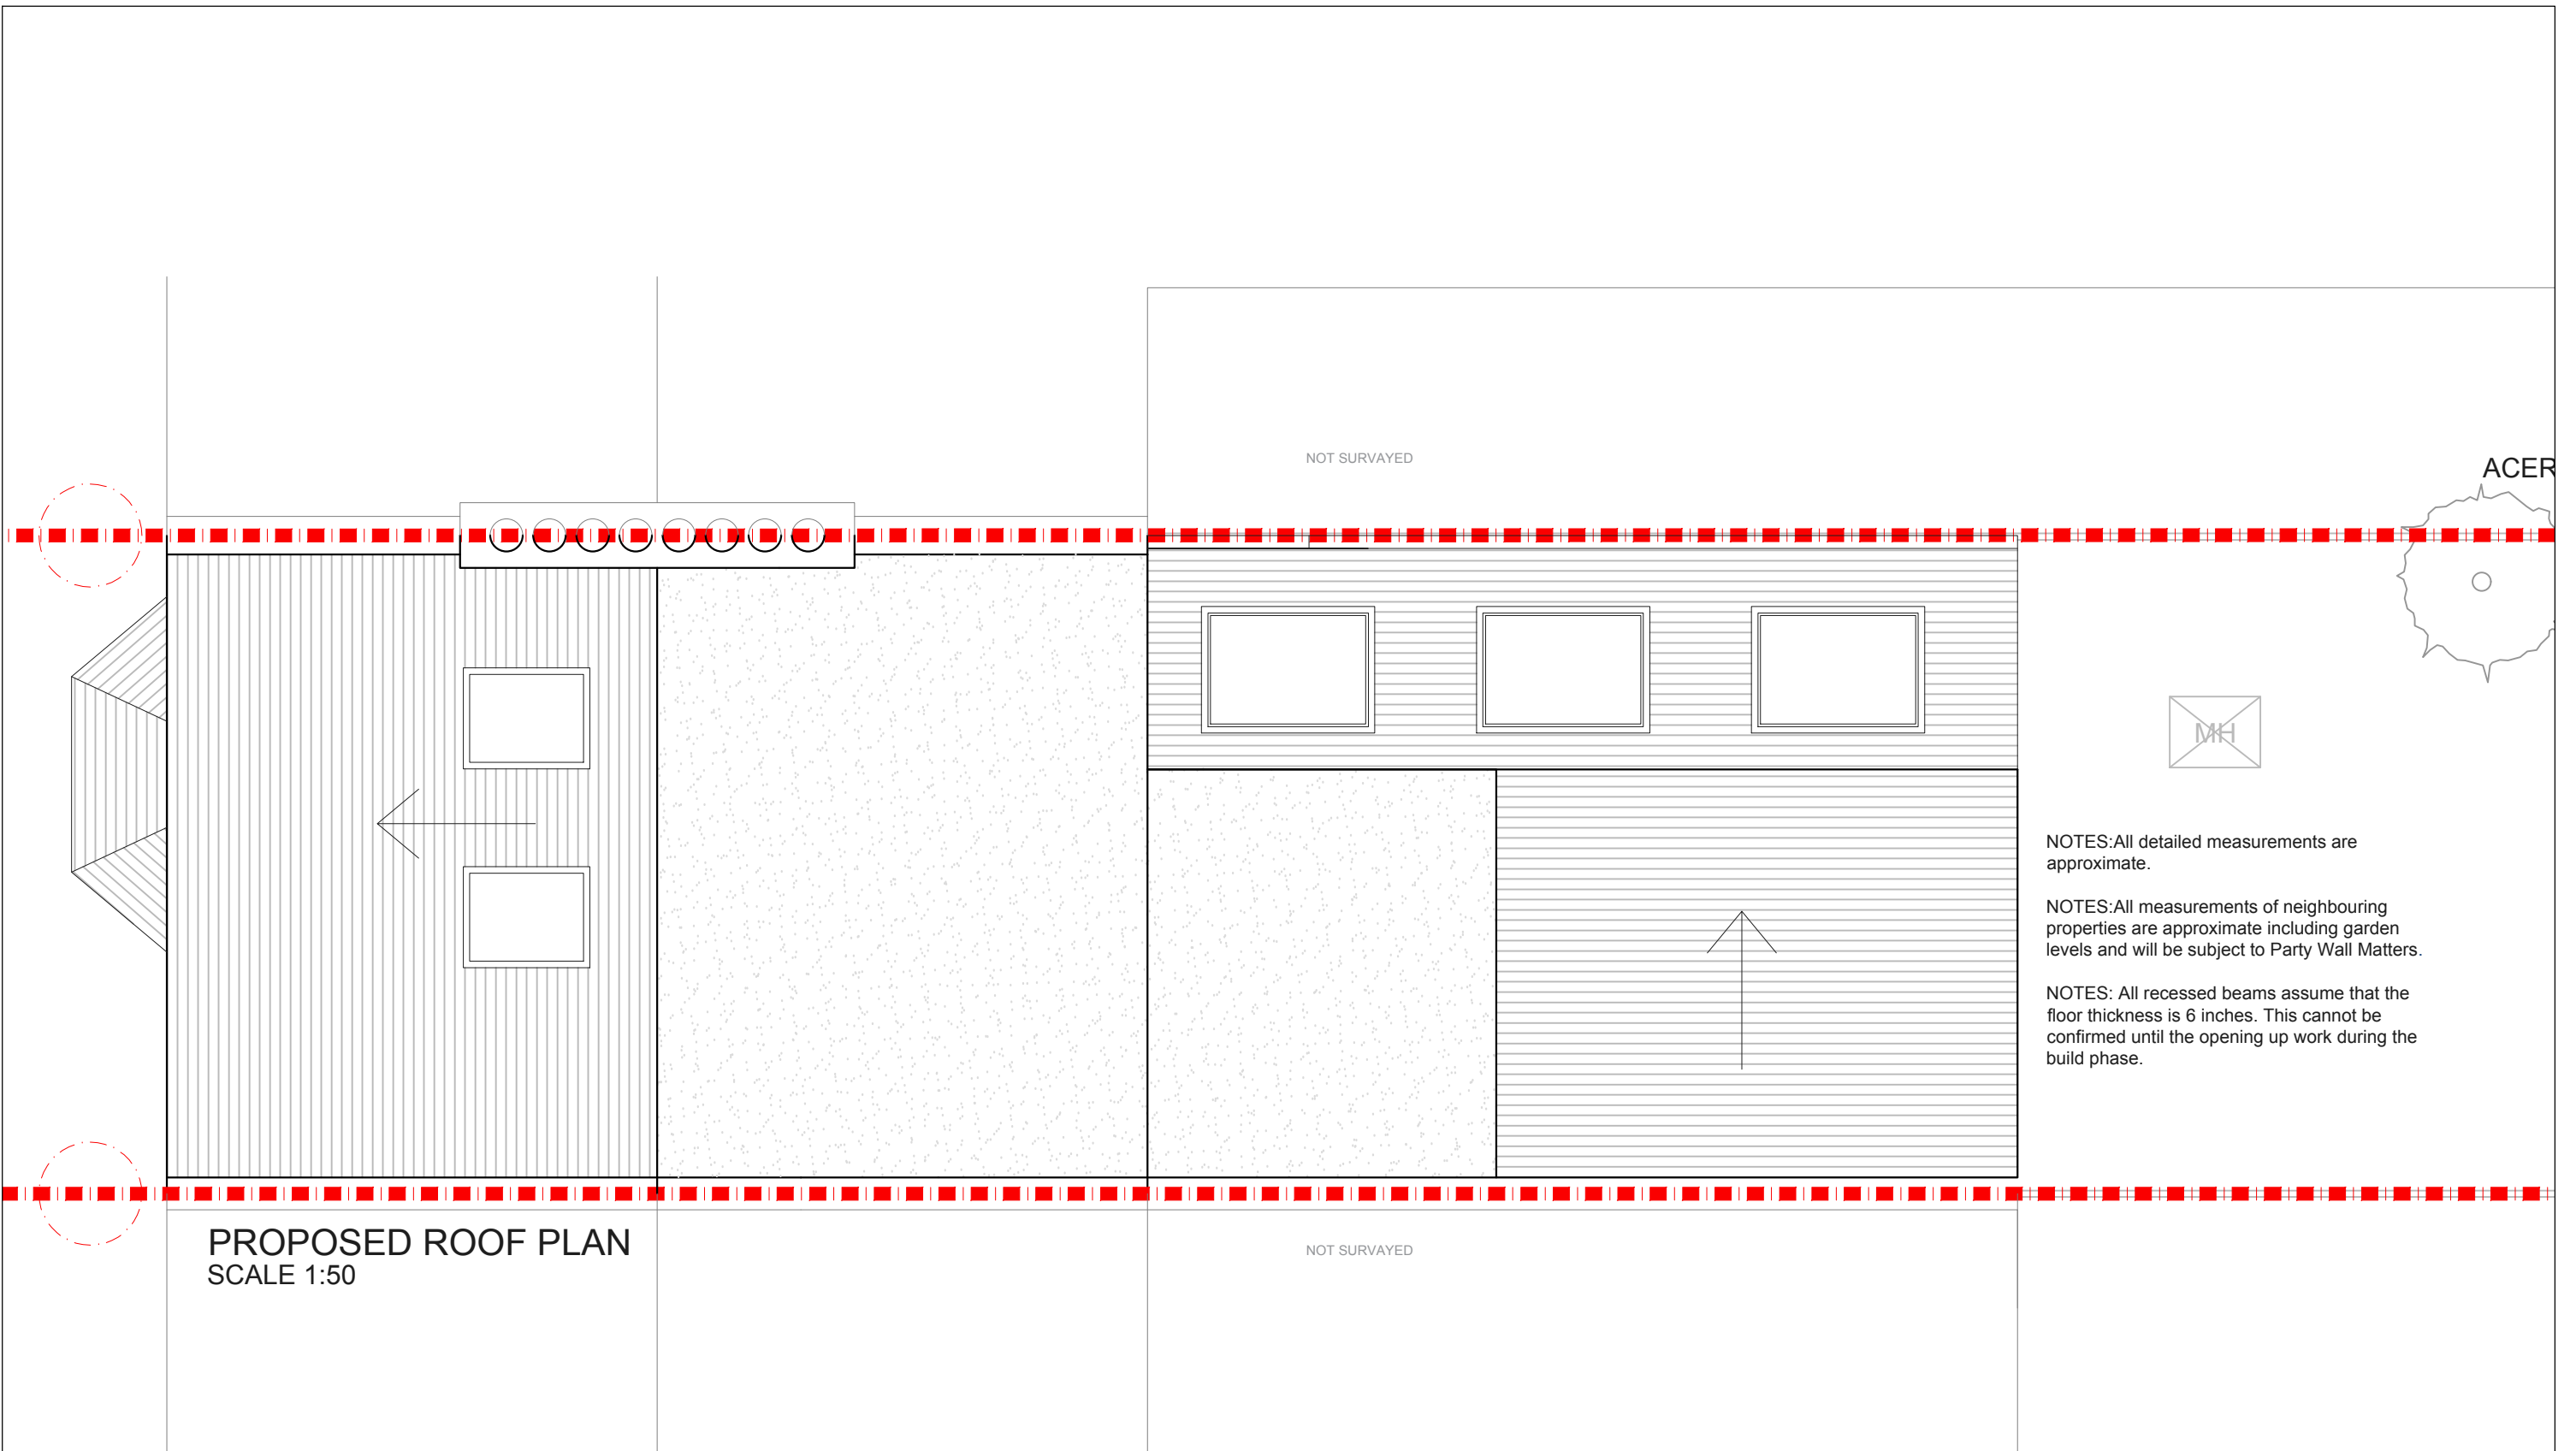 NOT SURVAYED
ACER
MH
NOTES:All detailed measurements are
approximate.
NOTES:All measurements of neighbouring
properties are approximate including garden
levels and will be subject to Party Wall Matters.
NOTES: All recessed beams assume that the
floor thickness is 6 inches. This cannot be
confirmed until the opening up work during the
build phase.
PROPOSED ROOF PLAN
SCALE 1:50
NOT SURVAYED